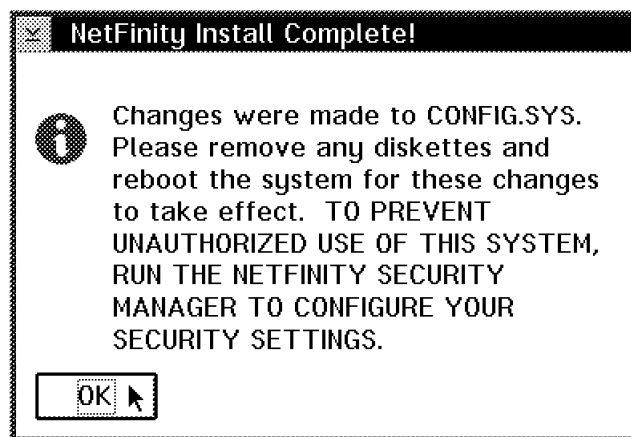 NetFinity Install Complete!
Changes were made to CONFIG.SYS.
Please remove any diskettes and
reboot the system for these changes
to take effect.  TO PREVENT
UNAUTHORIZED USE OF THIS SYSTEM,
RUN THE NETFINITY SECURITY
MANAGER TO CONFIGURE YOUR
SECURITY SETTINGS.
OK